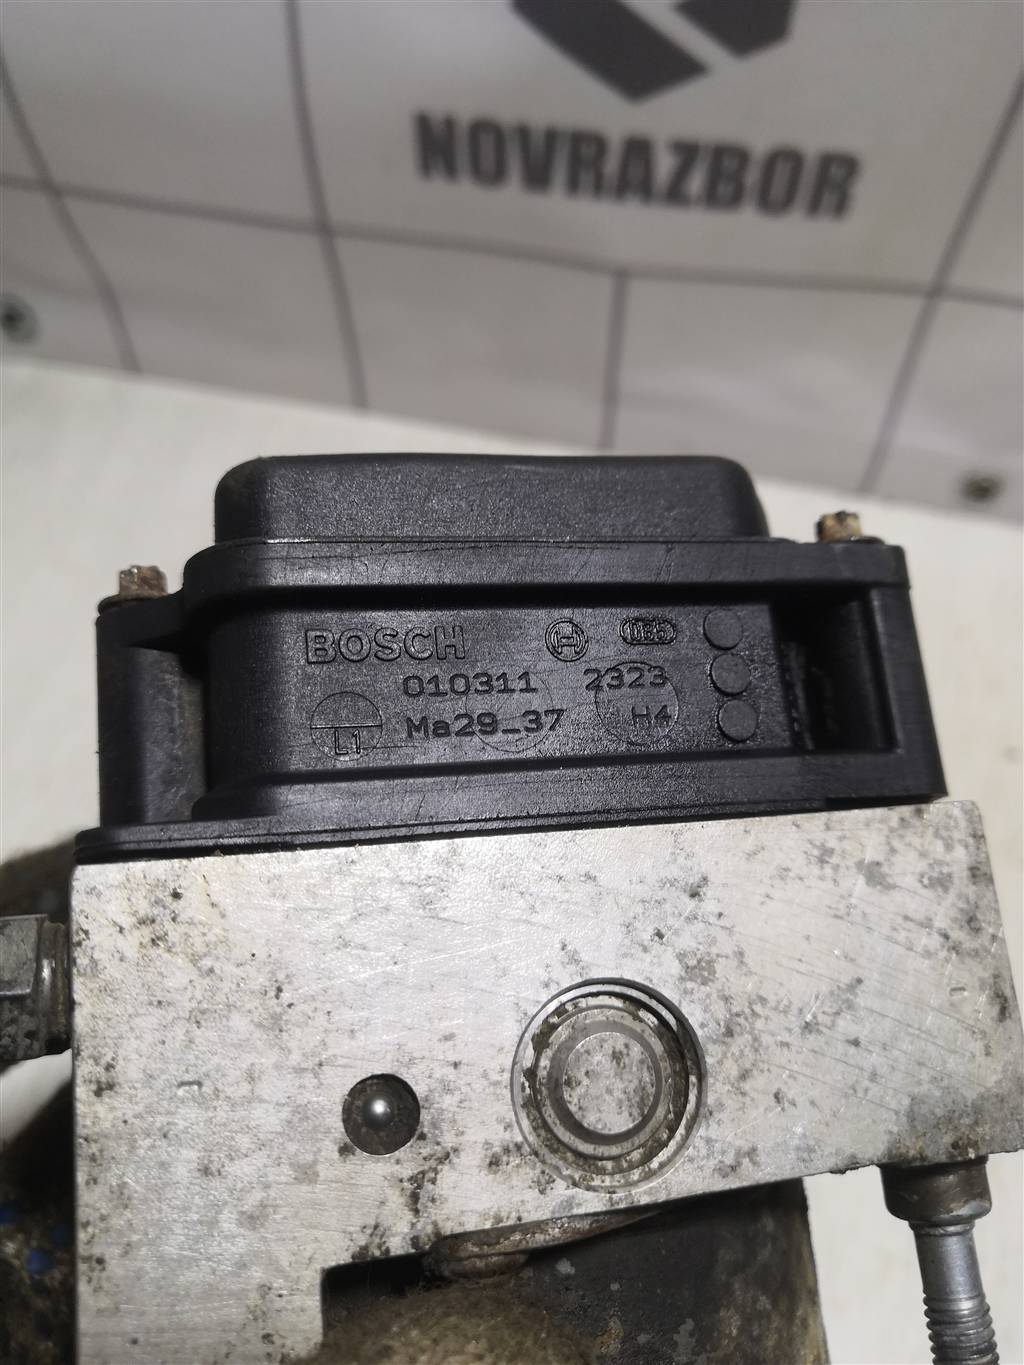 NOVRAZBOR
BOSCH
010311 2323
Ma29_37 H4
L1